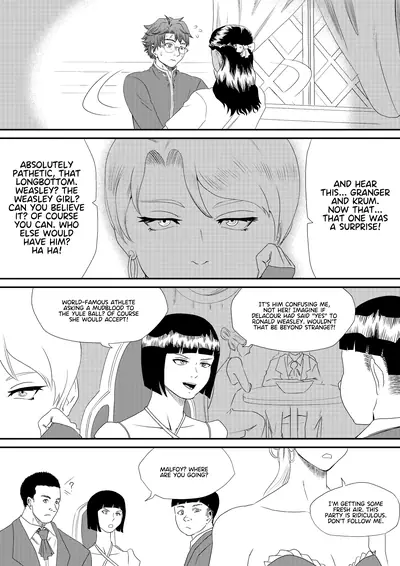 ABSOLUTELY
PATHETIC, THAT
LONGBOTTOM.
WEASLEY? THE
WEASLEY GIRL?
CAN YOU BELIEVE
IT? OF COURSE
YOU CAN. WHO
ELSE WOULD
HAVE HIM?
HA HA!
AND HEAR
THIS... GRANGER
AND KRUM.
NOW THAT...
THAT ONE WAS
A SURPRISE!
WORLD-FAMOUS ATHLETE
ASKING A MUDBLOOD TO
THE YULE BALL? OF COURSE
SHE WOULD ACCEPT!
IT'S HIM CONFUSING ME,
NOT HER! IMAGINE IF
DELACOUR HAD SAID "YES" TO
RONALD WEASLEY. WOULDN'T
THAT BE BEYOND STRANGE?!
?
MALFOY? WHERE
ARE YOU GOING?
I'M GETTING SOME
FRESH AIR. THIS
PARTY IS RIDICULOUS.
DON'T FOLLOW ME.